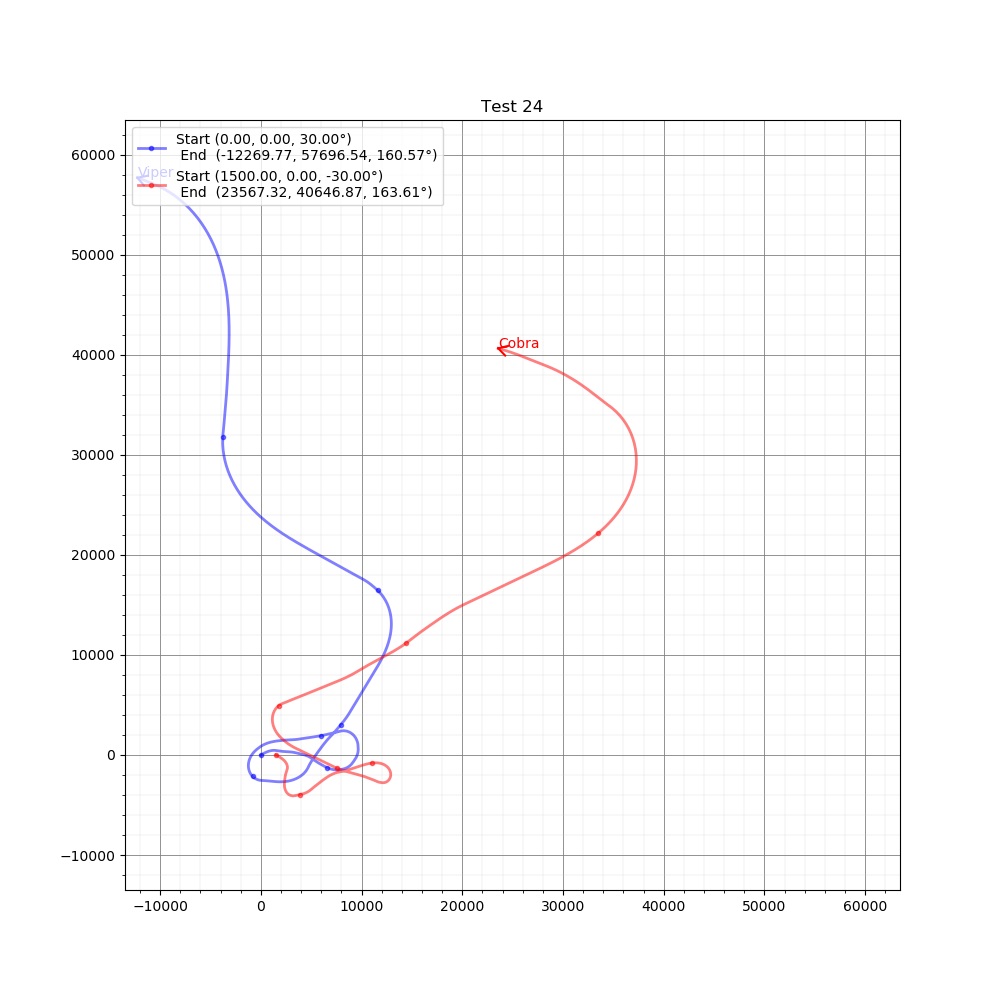 Test 24
Start (0.00, 0.00, 30.00°)
End (-12269.77, 57696.54, 160.57°)
Start (1500.00, 0.00, -30.00°)
End (23567.32, 40646.87, 163.61°)
Viper
Cobra
60000
50000
40000
30000
20000
10000
0
−10000
−10000 0 10000 20000 30000 40000 50000 60000